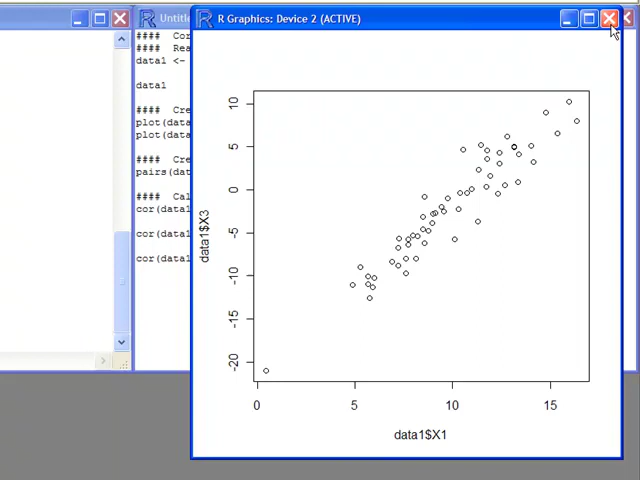 Untitl
R Graphics: Device 2 (ACTIVE)
#### Cor
#### Rea
data1 <-
data1
#### Cre
plot(data
plot(data
#### Cre
pairs(dat
#### Cal
cor(data1
cor(data1
cor(data1
10
5
0
-5
-10
-15
-20
data1$X3
0
5
10
15
data1$X1